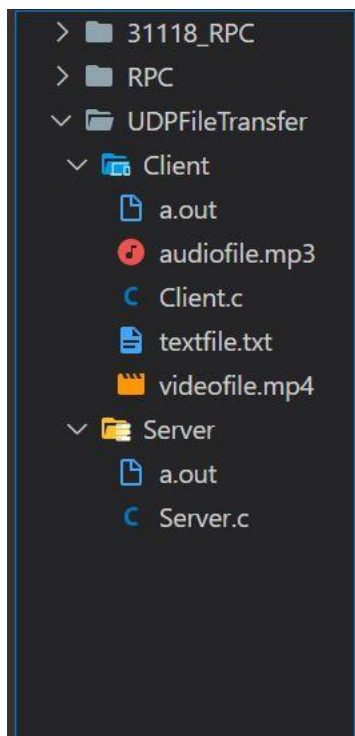 31118_RPC
RPC
UDPFileTransfer
Client
a.out
audiofile.mp3
C Client.c
textfile.txt
videofile.mp4
Server
a.out
C Server.c